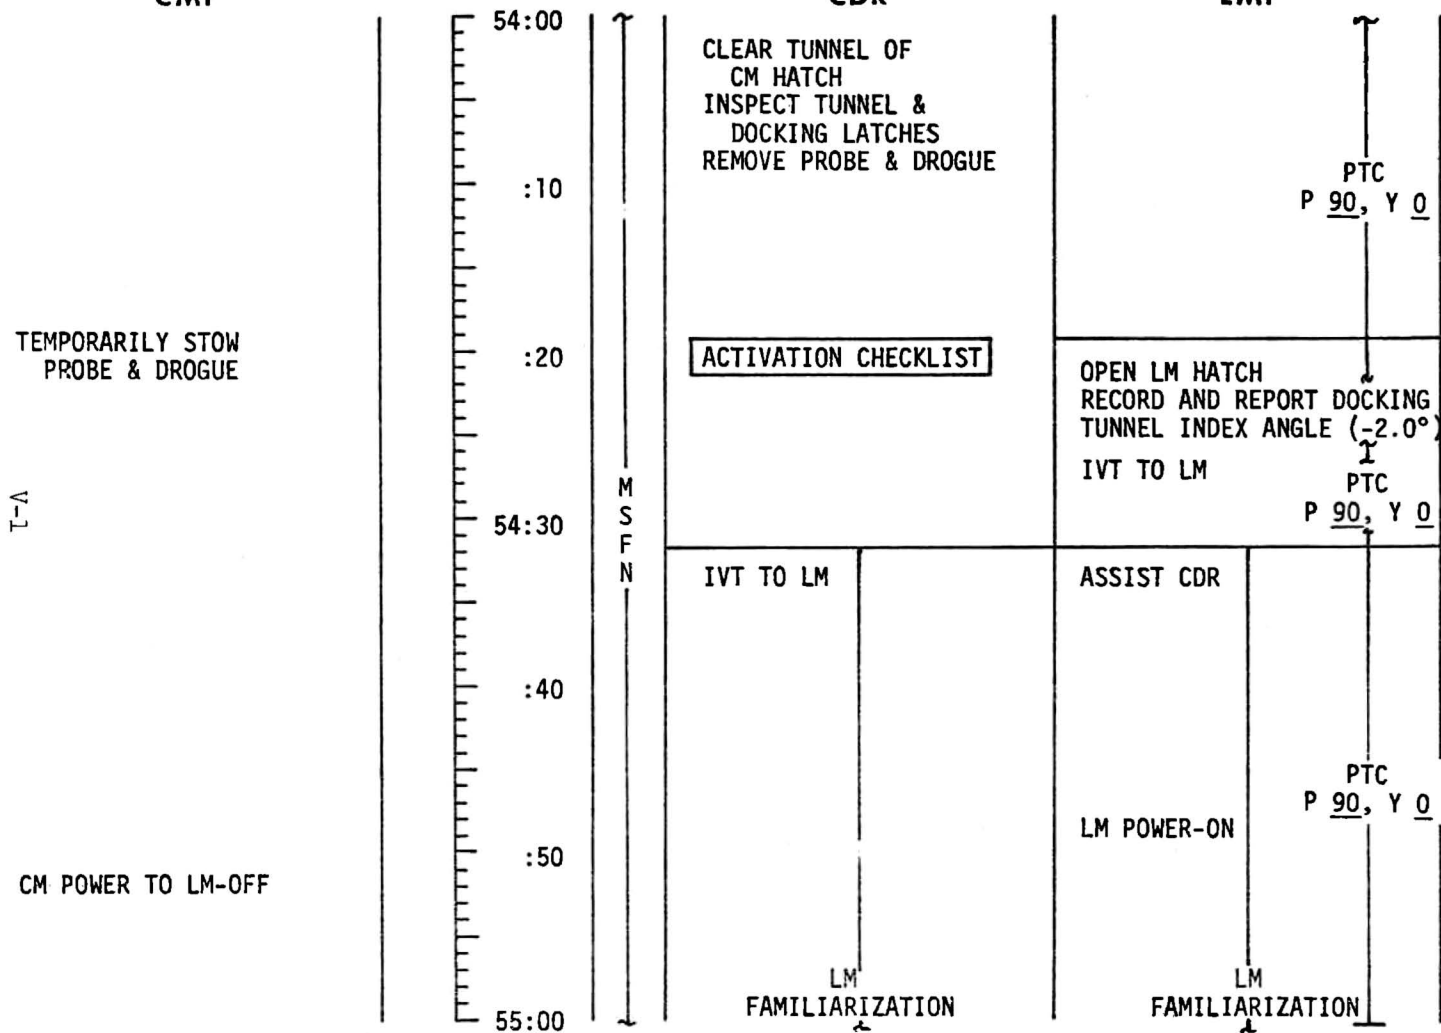 CMP
CDR
LMP
54:00
:10
:20
54:30
:40
:50
55:00
TEMPORARILY STOW
PROBE & DROGUE
CM POWER TO LM-OFF
V-1
MSFN
CLEAR TUNNEL OF
CM HATCH
INSPECT TUNNEL &
DOCKING LATCHES
REMOVE PROBE & DROGUE
ACTIVATION CHECKLIST
IVT TO LM
LM
FAMILIARIZATION
PTC
P 90, Y 0
OPEN LM HATCH
RECORD AND REPORT DOCKING
TUNNEL INDEX ANGLE (-2.0°)
IVT TO LM
PTC
P 90, Y 0
ASSIST CDR
PTC
P 90, Y 0
LM POWER-ON
LM
FAMILIARIZATION